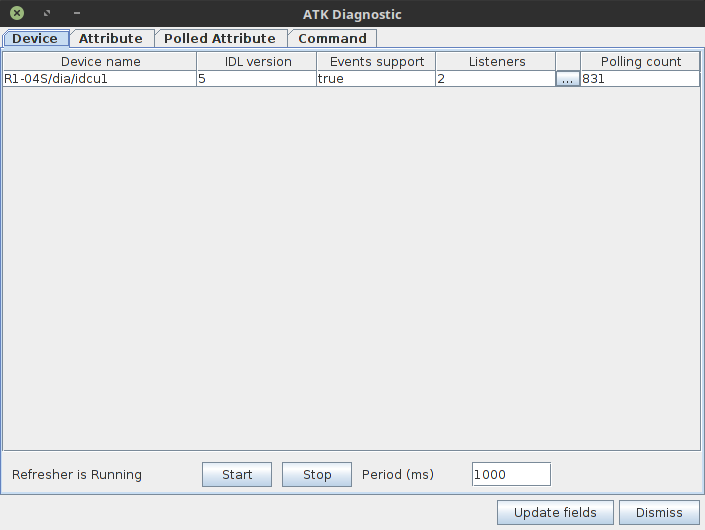 ATK Diagnostic
Device Attribute Polled Attribute Command
Device name IDL version Events support Listeners Polling count
R1-04S/dia/idcu1 5 true 2 ... 831
Refresher is Running Start Stop Period (ms) 1000
Update fields Dismiss